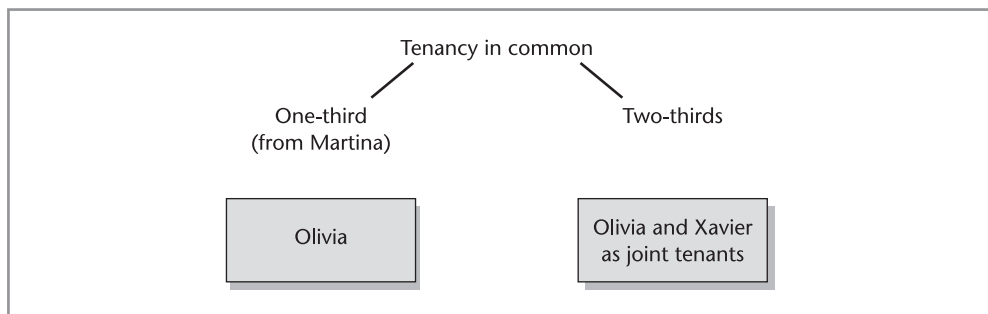 Tenancy in common
One-third
(from Martina)
Two-thirds
Olivia
Olivia and Xavier
as joint tenants